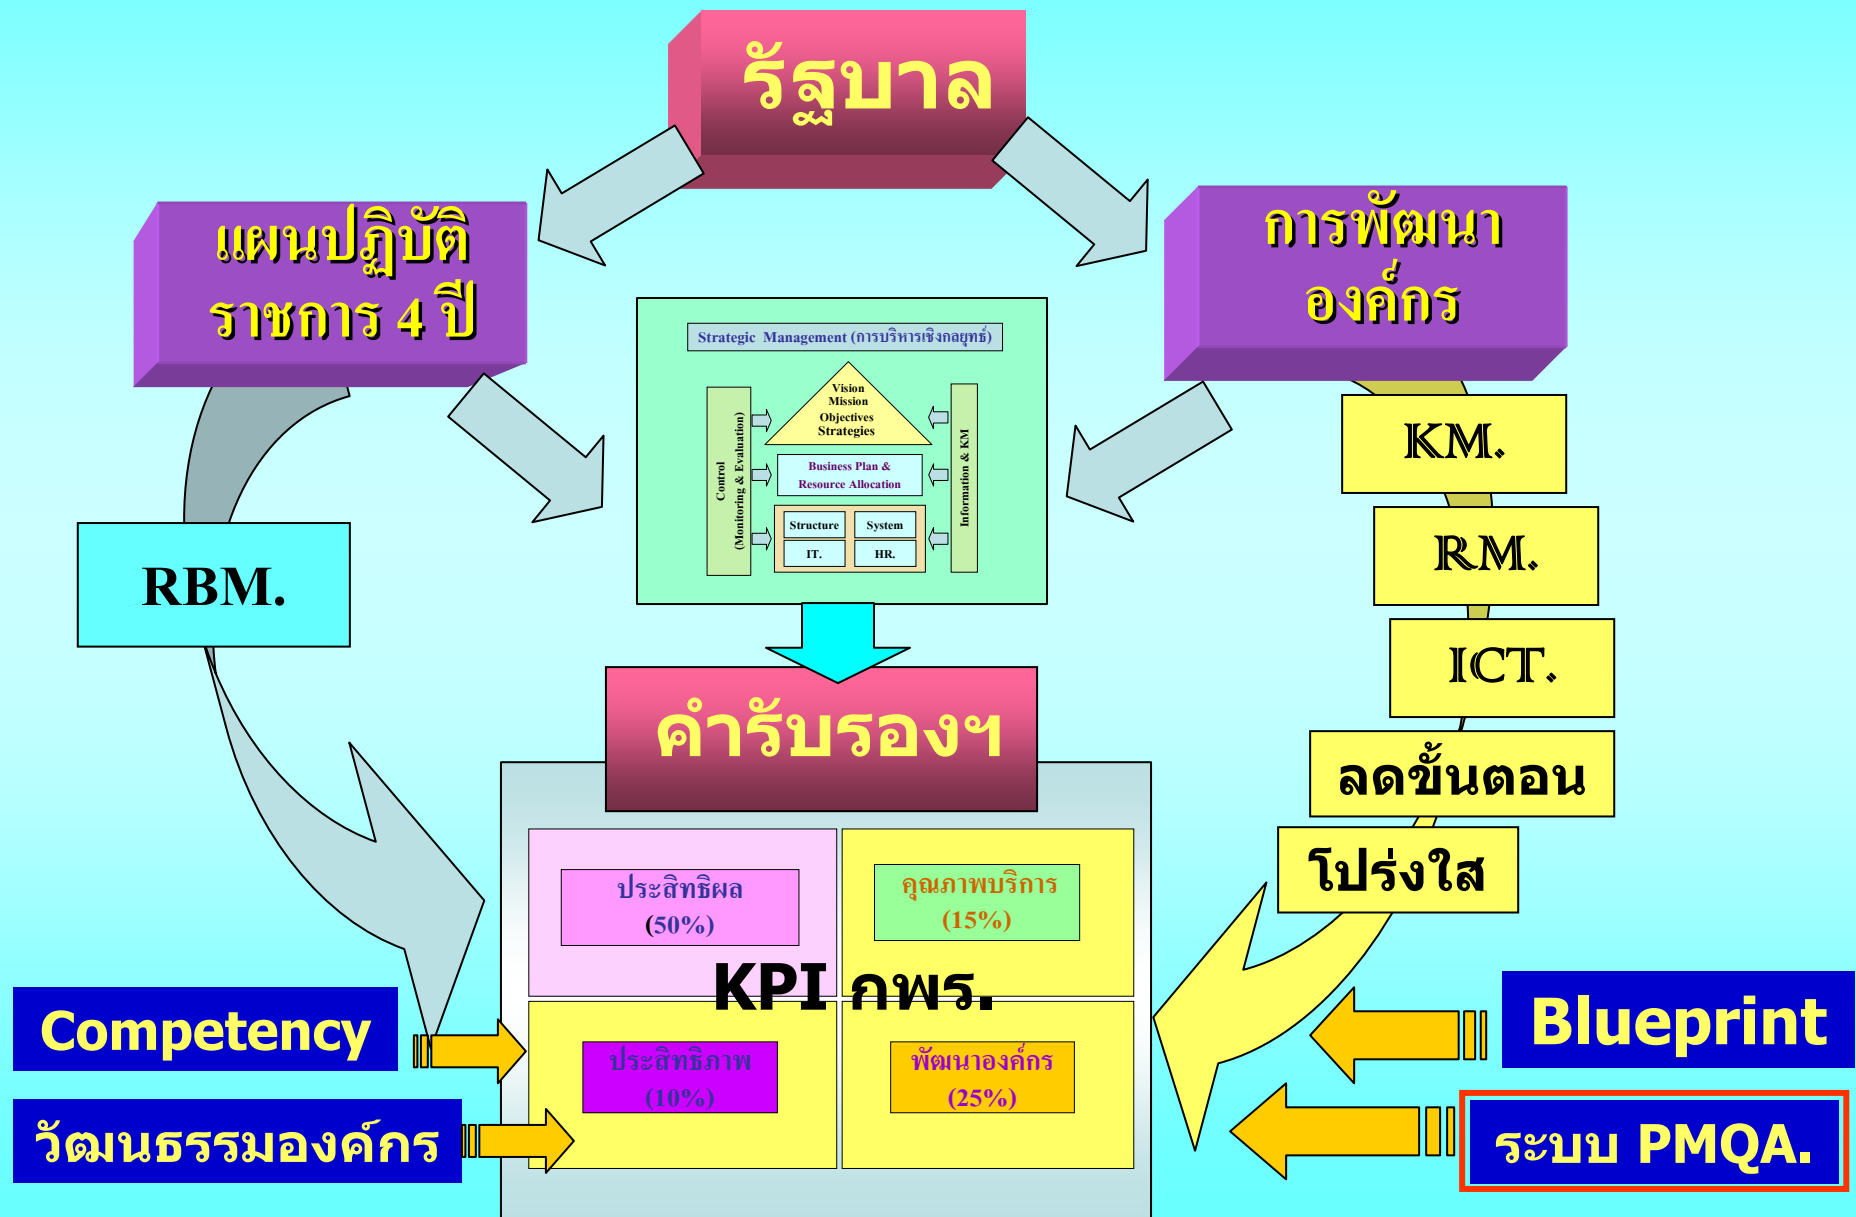 รัฐบาล
แผนปฏิบัติ
ราชการ 4 ปี
การพัฒนา
องค์กร
Strategic Management (การบริหารเชิงกลยุทธ์)
Vision
Mission
Objectives
Strategies
Control
(Monitoring & Evaluation)
Business Plan &
Resource Allocation
Information & KM
Structure
System
IT.
HR.
RBM.
KM.
RM.
ICT.
ลดขั้นตอน
โปร่งใส
คำรับรองฯ
ประสิทธิผล
(50%)
คุณภาพบริการ
(15%)
KPI กพร.
ประสิทธิภาพ
(10%)
พัฒนาองค์กร
(25%)
Competency
วัฒนธรรมองค์กร
Blueprint
ระบบ PMQA.